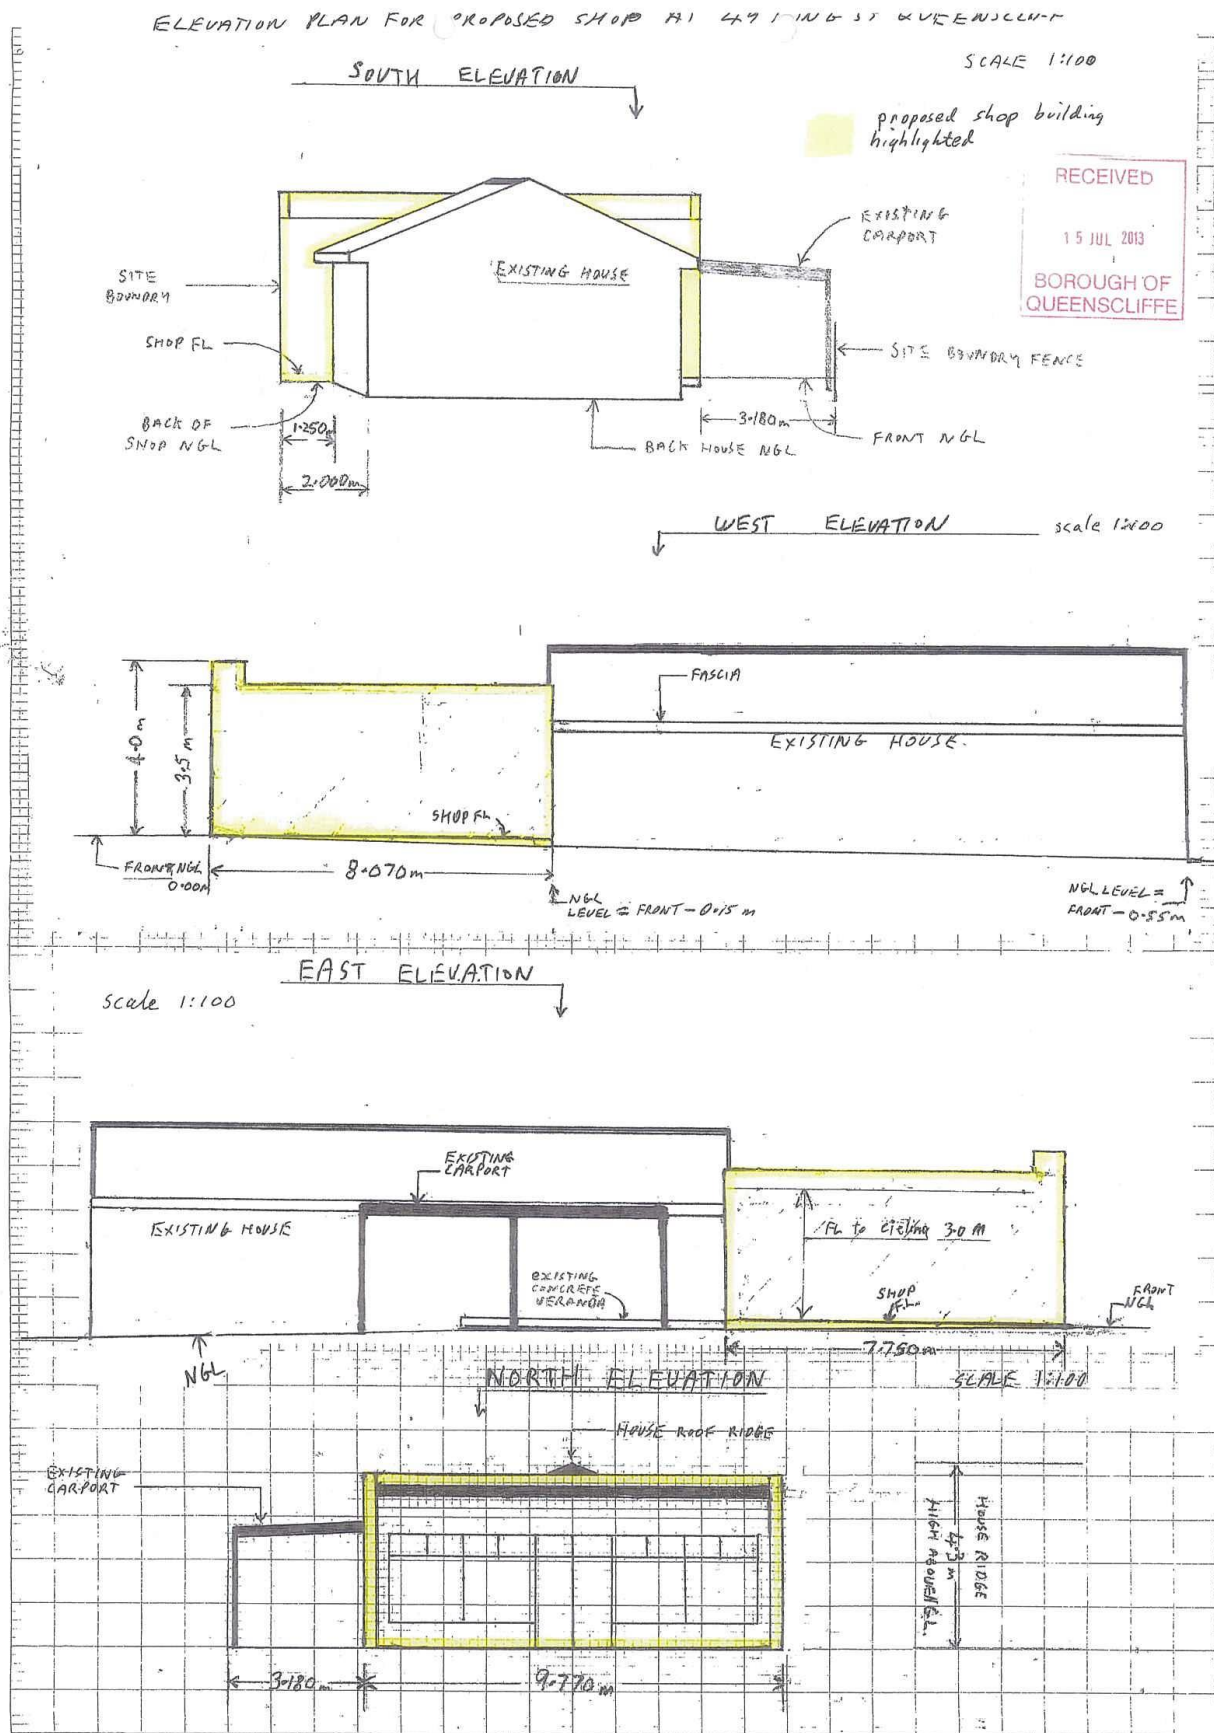 ELEVATION PLAN FOR PROPOSED SHOP AT
SCALE 1:100
SOUTH ELEVATION
proposed shop building
highlighted
RECEIVED
15 JUL 2013
BOROUGH OF
QUEENSCLIFFE
EXISTING
CARPORT
EXISTING HOUSE
SITE
BOUNDRY
SHOP FL
SITE BOUNDRY FENCE
BACK OF
SHOP NGL
1.250m
3.180m
FRONT NGL
BACK HOUSE NGL
2.000m
WEST ELEVATION
scale 1:100
FASCIA
EXISTING HOUSE.
4.0m
3.5m
SHOP FL
FRONT NGL
0.00m
8.070m
NGL
LEVEL = FRONT - 0.15 m
NGL LEVEL =
FRONT - 0.55m
EAST ELEVATION
scale 1:100
EXISTING
CARPORT
EXISTING HOUSE
FL to cieling 3.0 M
EXISTING
CONCRETE
VERANDA
SHOP
FL.
FRONT
NGL
7.750m
NGL
NORTH ELEVATION
SCALE 1:100
HOUSE ROOF RIDGE
EXISTING
CARPORT
HOUSE RIDGE
4.3 m
HIGH ABOVE NGL
3.180m
9.770m